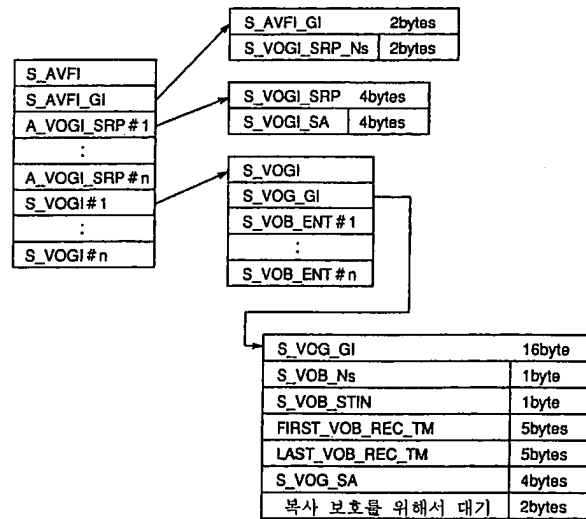 S_AVFI
S_AVFI_GI
A_VOGI_SRP#1
:
A_VOGI_SRP#n
S_VOGI#1
:
S_VOGI#n
S_AVFI_GI 2bytes
S_VOGI_SRP_Ns 2bytes
S_VOGI_SRP 4bytes
S_VOGI_SA 4bytes
S_VOGI
S_VOG_GI
S_VOB_ENT#1
:
S_VOB_ENT#n
S_VOG_GI 16byte
S_VOB_Ns 1byte
S_VOB_STIN 1byte
FIRST_VOB_REC_TM 5bytes
LAST_VOB_REC_TM 5bytes
S_VOG_SA 4bytes
복사 보호를 위해서 대기 2bytes